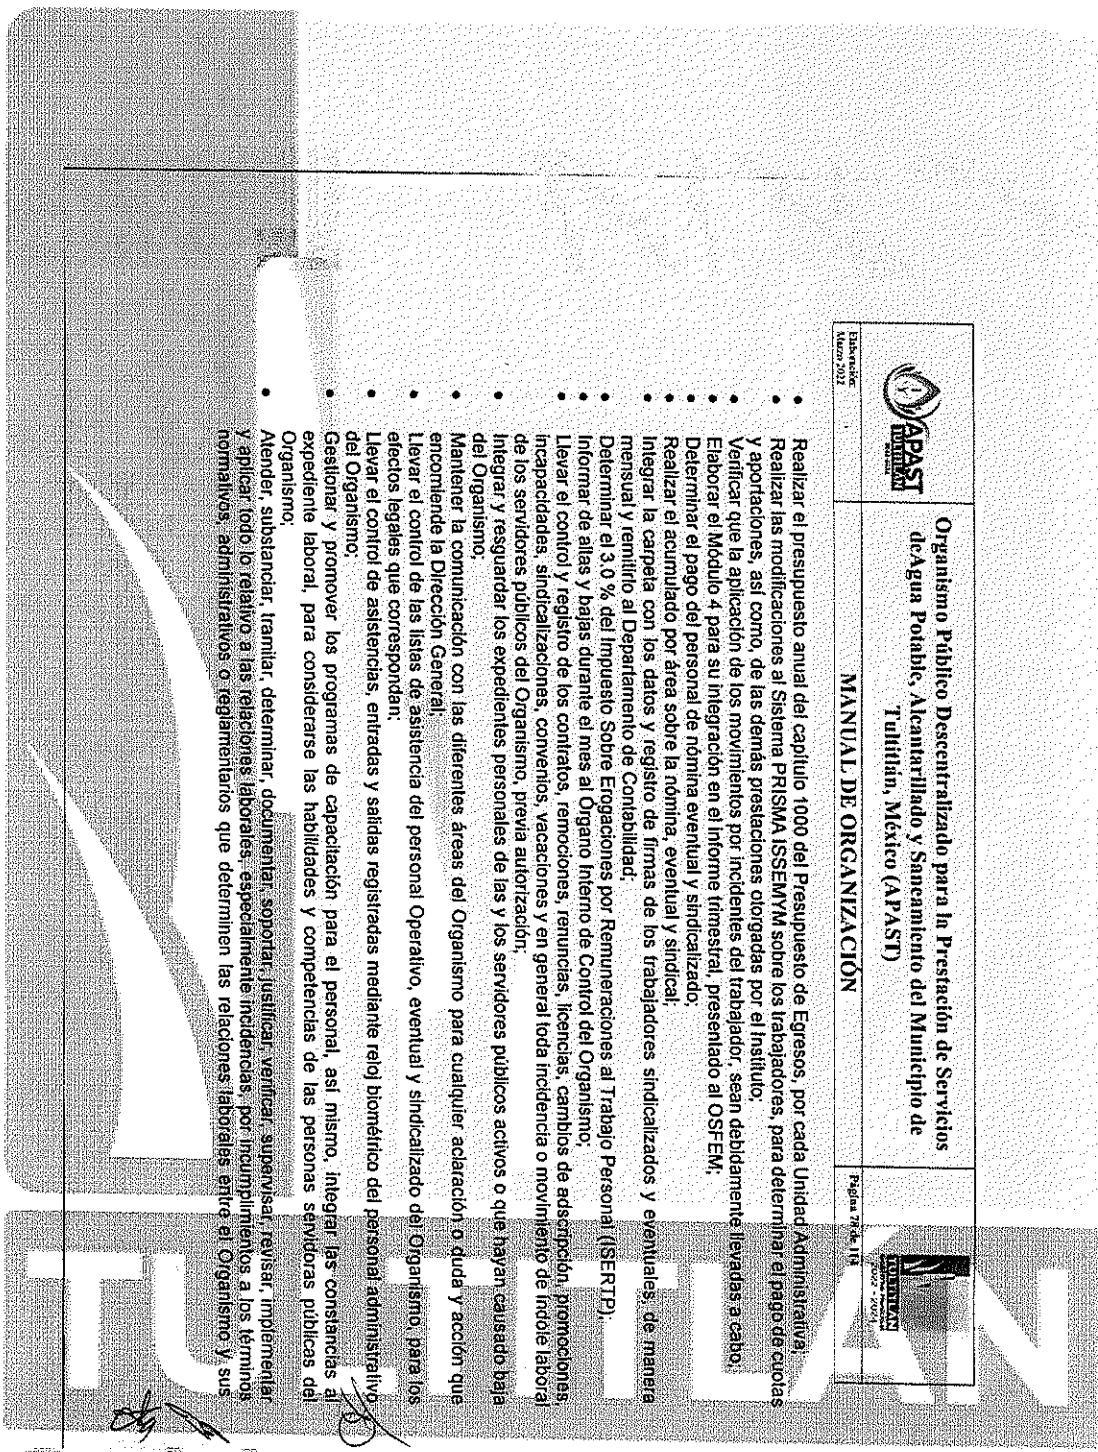 APAST
TULTITLÁN
Organismo Público Descentralizado para la Prestación de Servicios
deAgua Potable, Alcantarillado y Saneamiento del Municipio de
Tultitlán, México (APAST)
TULTITLÁN
2022 - 2024
Elaboración:
Marzo 2022
MANUAL DE ORGANIZACIÓN
Página 78 de 114
• Realizar el presupuesto anual del capítulo 1000 del Presupuesto de Egresos, por cada Unidad Administrativa;
• Realizar las modificaciones al Sistema PRISMA ISSEMYM sobre los trabajadores, para determinar el pago de cuotas
y aportaciones, así como, de las demás prestaciones otorgadas por el Instituto;
• Verificar que la aplicación de los movimientos por incidentes del trabajador, sean debidamente llevadas a cabo;
• Elaborar el Módulo 4 para su integración en el informe trimestral, presentado al OSFEM;
• Determinar el pago del personal de nómina eventual y sindicalizado;
• Realizar el acumulado por área sobre la nómina, eventual y sindical;
• Integrar la carpeta con los datos y registro de firmas de los trabajadores sindicalizados y eventuales, de manera
mensual y remitirlo al Departamento de Contabilidad;
• Determinar el 3.0 % del Impuesto Sobre Erogaciones por Remuneraciones al Trabajo Personal (ISERTP);
• Informar de altas y bajas durante el mes al Órgano Interno de Control del Organismo;
• Llevar el control y registro de los contratos, remociones, renuncias, licencias, cambios de adscripción, promociones,
incapacidades, sindicalizaciones, convenios, vacaciones y en general toda incidencia o movimiento de índole laboral
de los servidores públicos del Organismo, previa autorización;
• Integrar y resguardar los expedientes personales de las y los servidores públicos activos o que hayan causado baja
del Organismo;
• Mantener la comunicación con las diferentes áreas del Organismo para cualquier aclaración o duda y acción que
encomiende la Dirección General;
• Llevar el control de las listas de asistencia del personal Operativo, eventual y sindicalizado del Organismo, para los
efectos legales que correspondan;
• Llevar el control de asistencias, entradas y salidas registradas mediante reloj biométrico del personal administrativo
del Organismo;
• Gestionar y promover los programas de capacitación para el personal, así mismo, integrar las constancias al
expediente laboral, para considerarse las habilidades y competencias de las personas servidoras públicas del
Organismo;
• Atender, substanciar, tramitar, determinar, documentar, soportar, justificar, verificar, supervisar, revisar, implementar
y aplicar todo lo relativo a las relaciones laborales, especialmente incidencias, por incumplimientos a los términos
normativos, administrativos o reglamentarios que determinen las relaciones laborales entre el Organismo y sus
TULTITLÁN